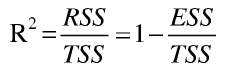 R² = RSS/TSS = 1 − ESS/TSS